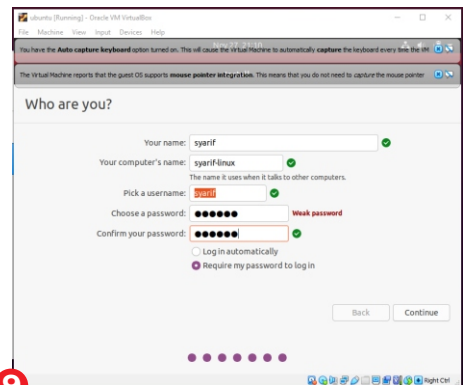 ubuntu [Running] - Oracle VM VirtualBox
File Machine View Input Devices Help
You have the Auto capture keyboard option turned on. This will cause the Virtual Machine to automatically capture the keyboard every time the VM
Nov 27 21:10
The Virtual Machine reports that the guest OS supports mouse pointer integration. This means that you do not need to capture the mouse pointer
Who are you?
Your name: syarif
Your computer's name: syarif-linux
The name it uses when it talks to other computers.
Pick a username: syarif
Choose a password: ●●●●●● Weak password
Confirm your password: ●●●●●●
Log in automatically
Require my password to log in
Back Continue
Right Ctrl